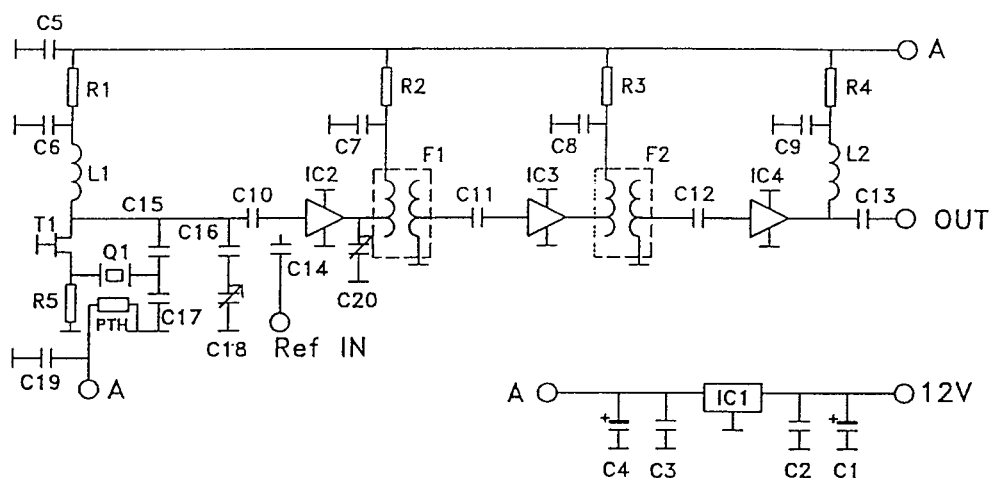 C5
A
R1
R2
R3
R4
C6
C7
C8
C9
L1
F1
F2
L2
IC2
IC3
IC4
T1
C15
C10
C11
C12
C13
OUT
C16
Q1
C14
R5
PTH
C17
C20
C18
Ref IN
C19
A
A
IC1
12V
+
+
C4
C3
C2
C1